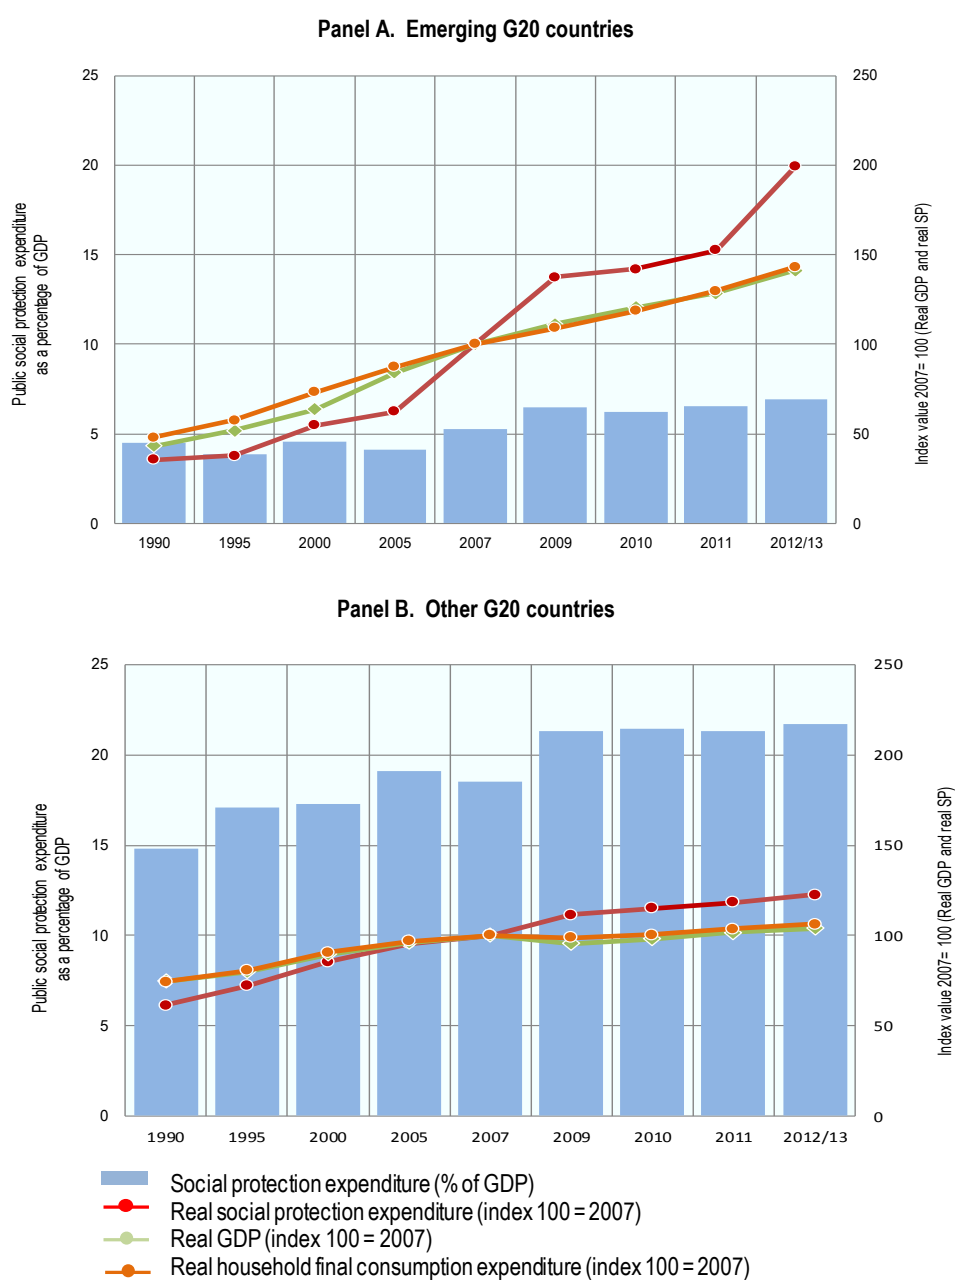 Panel A. Emerging G20 countries
25
20
15
10
5
0
250
200
150
100
50
0
Public social protection expenditure
as a percentage of GDP
Index value 2007= 100 (Real GDP and real SP)
1990 1995 2000 2005 2007 2009 2010 2011 2012/13
Panel B. Other G20 countries
25
20
15
10
5
0
250
200
150
100
50
0
Public social protection expenditure
as a percentage of GDP
Index value 2007= 100 (Real GDP and real SP)
1990 1995 2000 2005 2007 2009 2010 2011 2012/13
Social protection expenditure (% of GDP)
Real social protection expenditure (index 100 = 2007)
Real GDP (index 100 = 2007)
Real household final consumption expenditure (index 100 = 2007)